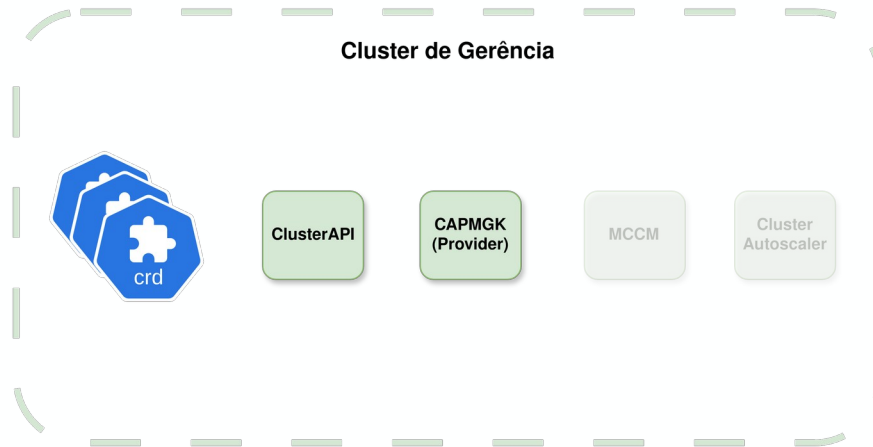 Cluster de Gerência
crd
ClusterAPI
CAPMGK
(Provider)
MCCM
Cluster
Autoscaler